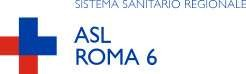 SISTEMA SANITARIO REGIONALE
ASL
ROMA 6